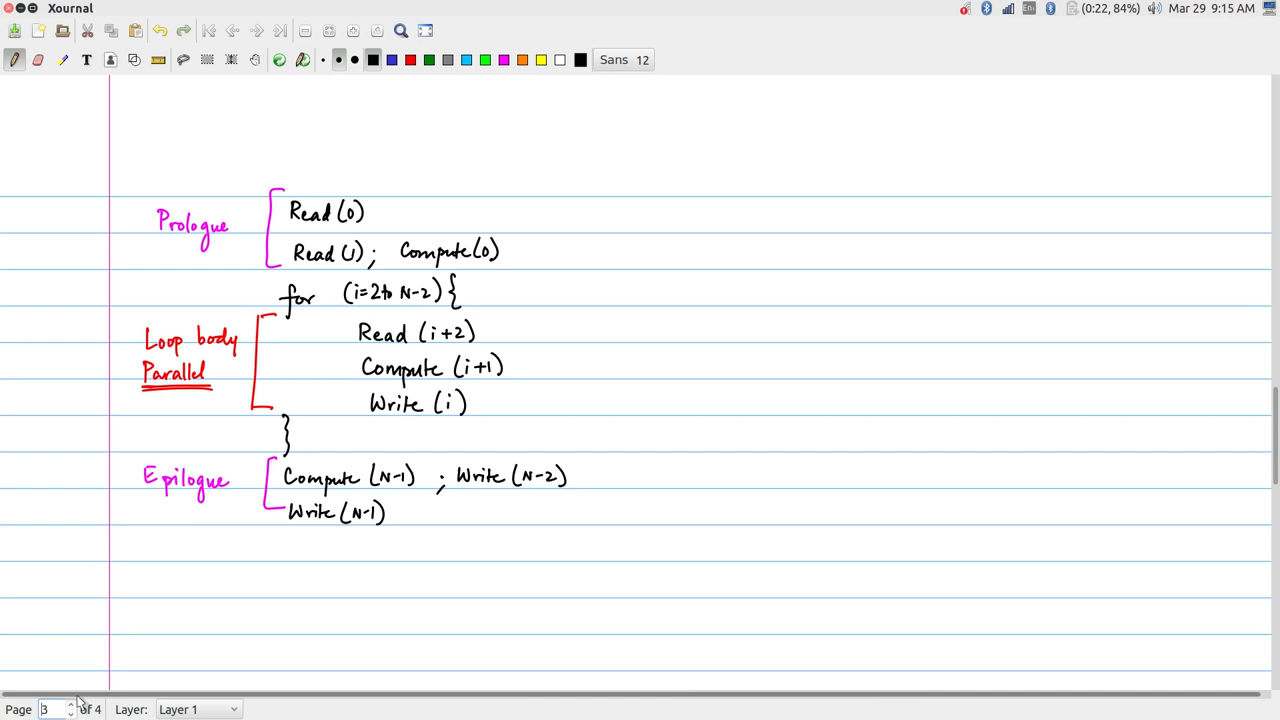 Xournal
(0:22, 84%) Mar 29 9:15 AM
En
T
Sans 12
Prologue
Read (0)
Read (1); Compute (0)
for (i=2 to N-2) {
Loop body
Parallel
Read (i+2)
Compute (i+1)
Write (i)
}
Epilogue
Compute (N-1) ; Write (N-2)
Write (N-1)
Page 3 of 4 Layer: Layer 1